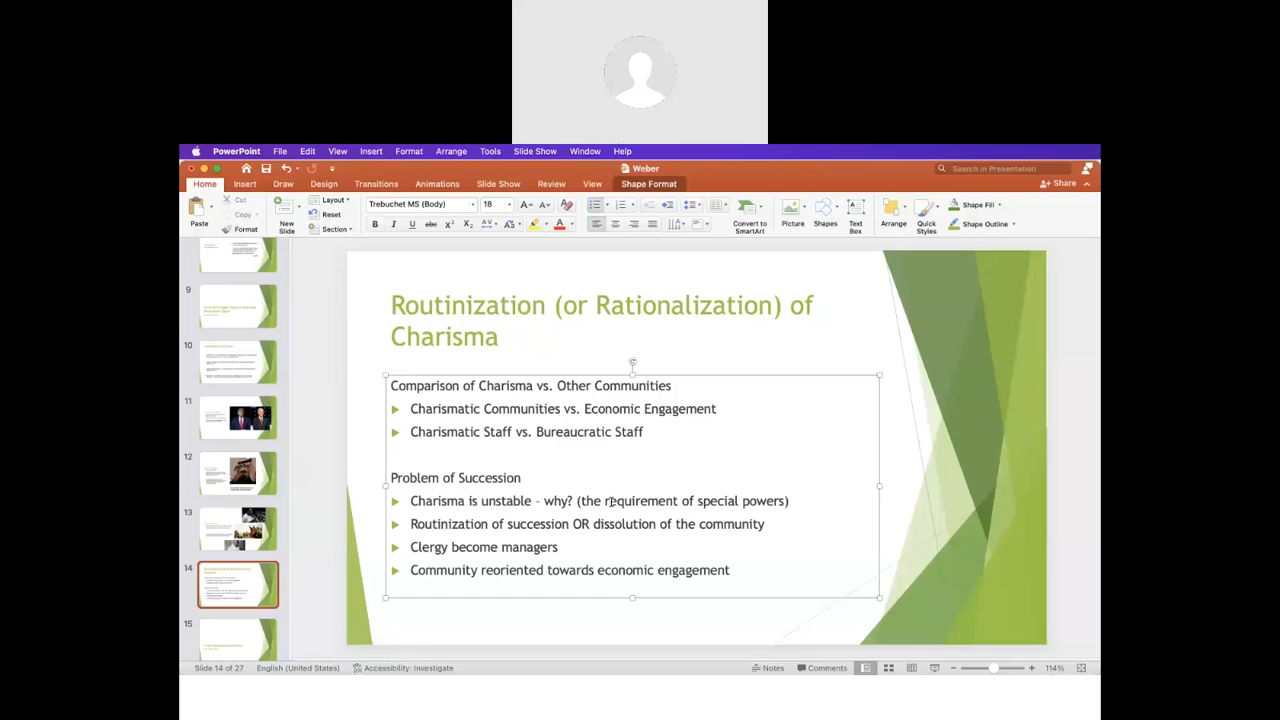 PowerPoint File Edit View Insert Format Arrange Tools Slide Show Window Help
Weber
Search in Presentation
Home Insert Draw Design Transitions Animations Slide Show Review View Shape Format
Share
Paste
Cut
Copy
Format
New Slide
Layout
Reset
Section
Trebuchet MS (Body) 18
Convert to SmartArt
Picture
Shapes
Text Box
Arrange
Quick Styles
Shape Fill
Shape Outline
9
10
11
12
13
14
15
Routinization (or Rationalization) of
Charisma
Comparison of Charisma vs. Other Communities
Charismatic Communities vs. Economic Engagement
Charismatic Staff vs. Bureaucratic Staff
Problem of Succession
Charisma is unstable – why? (the requirement of special powers)
Routinization of succession OR dissolution of the community
Clergy become managers
Community reoriented towards economic engagement
Slide 14 of 27 English (United States) Accessibility: Investigate Notes Comments 114%